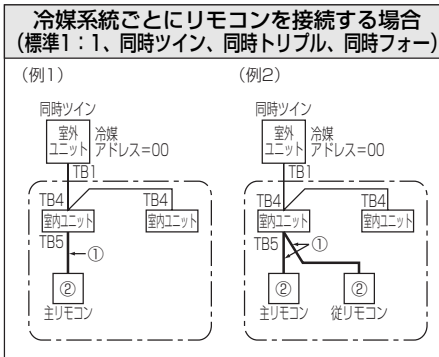 冷媒系統ごとにリモコンを接続する場合
(標準1：1、同時ツイン、同時トリプル、同時フォー)
（例1）
同時ツイン
室外
ユニット
冷媒
アドレス=00
TB1
TB4
TB4
室内ユニット
室内ユニット
TB5
①
②
主リモコン
（例2）
同時ツイン
室外
ユニット
冷媒
アドレス=00
TB1
TB4
TB4
室内ユニット
室内ユニット
TB5
①
②
②
主リモコン
従リモコン